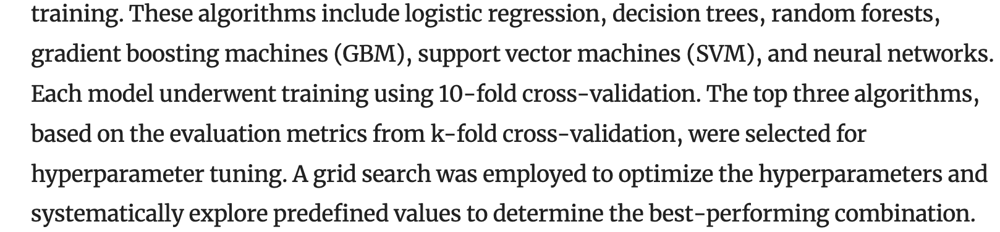 training. These algorithms include logistic regression, decision trees, random forests,
gradient boosting machines (GBM), support vector machines (SVM), and neural networks.
Each model underwent training using 10-fold cross-validation. The top three algorithms,
based on the evaluation metrics from k-fold cross-validation, were selected for
hyperparameter tuning. A grid search was employed to optimize the hyperparameters and
systematically explore predefined values to determine the best-performing combination.